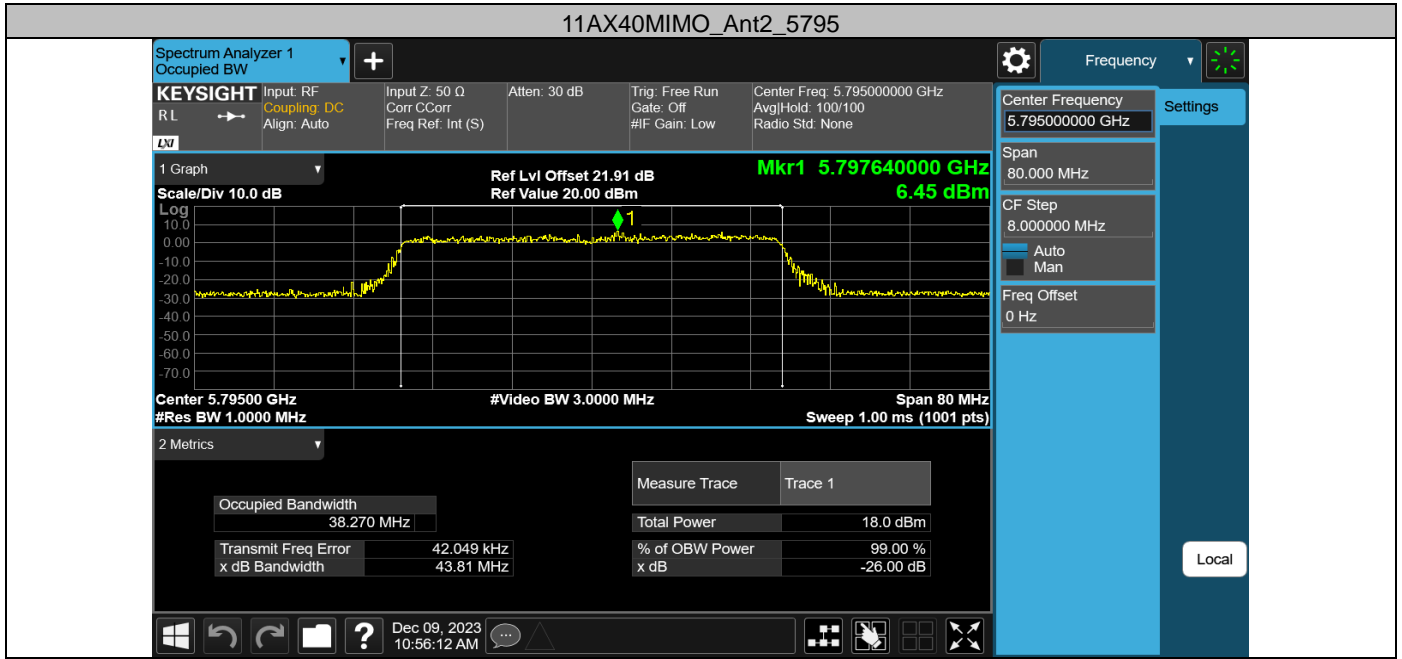 11AX40MIMO_Ant2_5795
Spectrum Analyzer 1
Occupied BW
Frequency
KEYSIGHT
R L
LXI
Input: RF
Coupling: DC
Align: Auto
Input Z: 50 Ω
Corr CCorr
Freq Ref: Int (S)
Atten: 30 dB
Trig: Free Run
Gate: Off
#IF Gain: Low
Center Freq: 5.795000000 GHz
Avg|Hold: 100/100
Radio Std: None
Center Frequency
5.795000000 GHz
Settings
Span
80.000 MHz
CF Step
8.000000 MHz
Auto
Man
Freq Offset
0 Hz
1 Graph
Scale/Div 10.0 dB
Ref Lvl Offset 21.91 dB
Ref Value 20.00 dBm
Mkr1 5.797640000 GHz
6.45 dBm
Log
10.0
0.00
-10.0
-20.0
-30.0
-40.0
-50.0
-60.0
-70.0
1
Center 5.79500 GHz
#Res BW 1.0000 MHz
#Video BW 3.0000 MHz
Span 80 MHz
Sweep 1.00 ms (1001 pts)
2 Metrics
Measure Trace Trace 1
Occupied Bandwidth
38.270 MHz
Total Power 18.0 dBm
Transmit Freq Error 42.049 kHz
x dB Bandwidth 43.81 MHz
% of OBW Power 99.00 %
x dB -26.00 dB
Local
?
Dec 09, 2023
10:56:12 AM